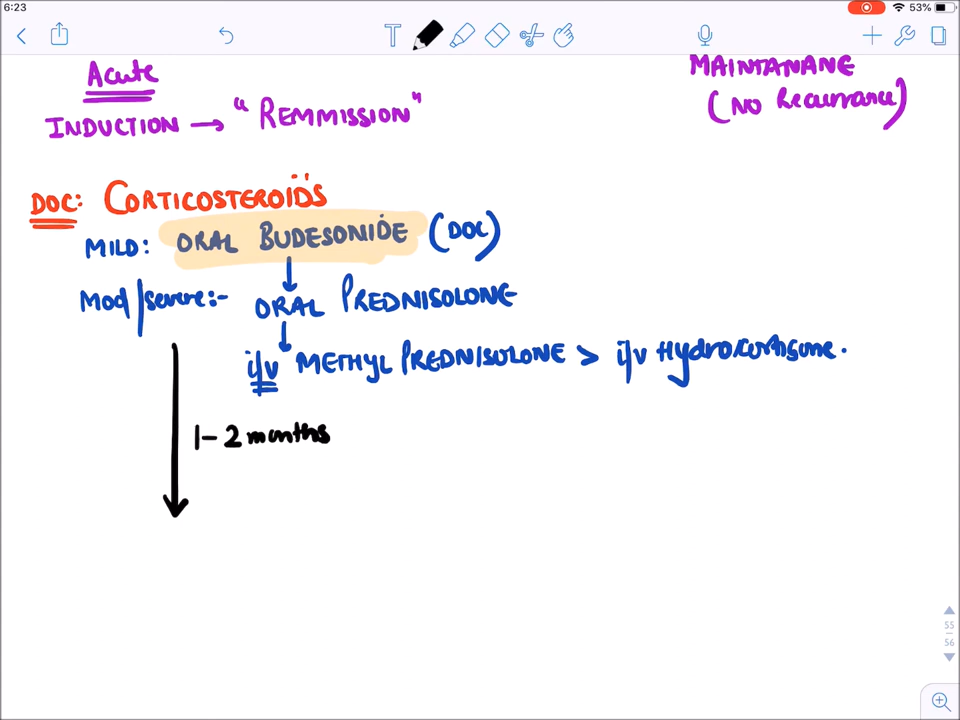 6:23
53%
T
Acute
INDUCTION → "REMMISSION"
MAINTANANE
(NO Recurrance)
DOC: CORTICOSTEROIDS
MILD: ORAL BUDESONIDE (DOC)
Mod/severe:- ORAL PREDNISOLONE
i/v METHYL PREDNISOLONE > i/v Hydrocortisone.
1-2 months
55
56